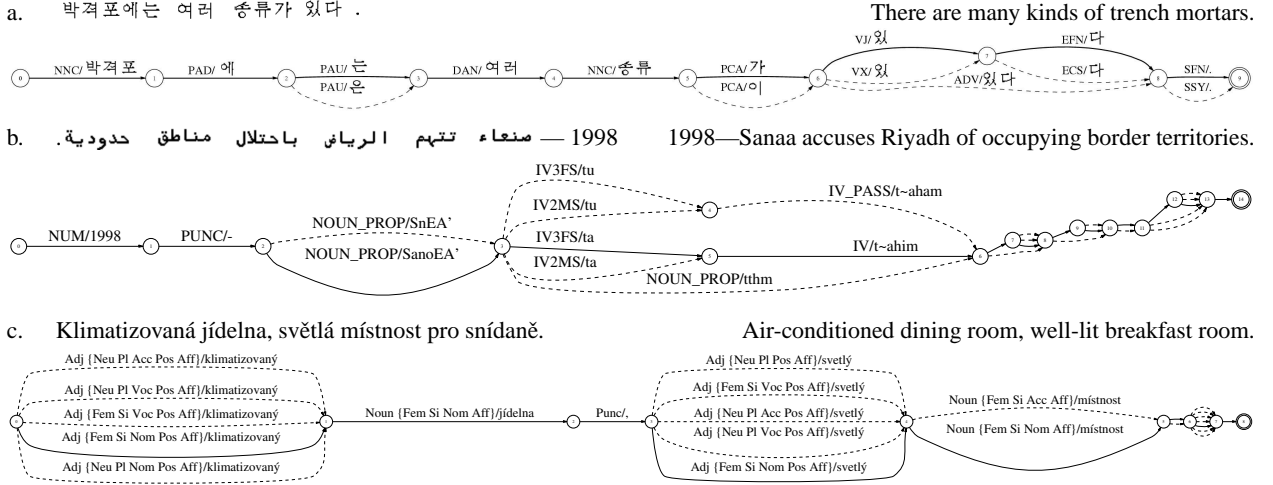 a. 박격포에는 여러 종류가 있다 . There are many kinds of trench mortars.
VJ/있 EFN/다
0 NNC/박격포 1 PAD/에 2 PAU/는 3 DAN/여러 4 NNC/종류 5 PCA/가 6 VX/있 7 ECS/다 8 SFN/. 9
PAU/은 PCA/이 ADV/있다 SSY/.
b. صنعاء تتهم الرياض باحتلال مناطق حدودية. — 1998 1998—Sanaa accuses Riyadh of occupying border territories.
IV3FS/tu
IV_PASS/t~aham
IV2MS/tu
NOUN_PROP/SnEA’
NUM/1998 PUNC/-
IV3FS/ta
NOUN_PROP/SanoEA’
IV/t~ahim
IV2MS/ta
NOUN_PROP/tthm
c. Klimatizovaná jídelna, světlá místnost pro snídaně. Air-conditioned dining room, well-lit breakfast room.
Adj {Neu Pl Acc Pos Aff}/klimatizovaný Adj {Neu Pl Pos Aff}/svetlý
Adj {Neu Pl Voc Pos Aff}/klimatizovaný Adj {Fem Si Voc Pos Aff}/svetlý
Noun {Fem Si Acc Aff}/místnost
Adj {Fem Si Voc Pos Aff}/klimatizovaný Noun {Fem Si Nom Aff}/jídelna Punc/, Adj {Neu Pl Acc Pos Aff}/svetlý
Adj {Fem Si Nom Pos Aff}/klimatizovaný Adj {Neu Pl Voc Pos Aff}/svetlý Noun {Fem Si Nom Aff}/místnost
Adj {Neu Pl Nom Pos Aff}/klimatizovaný Adj {Fem Si Nom Pos Aff}/svetlý